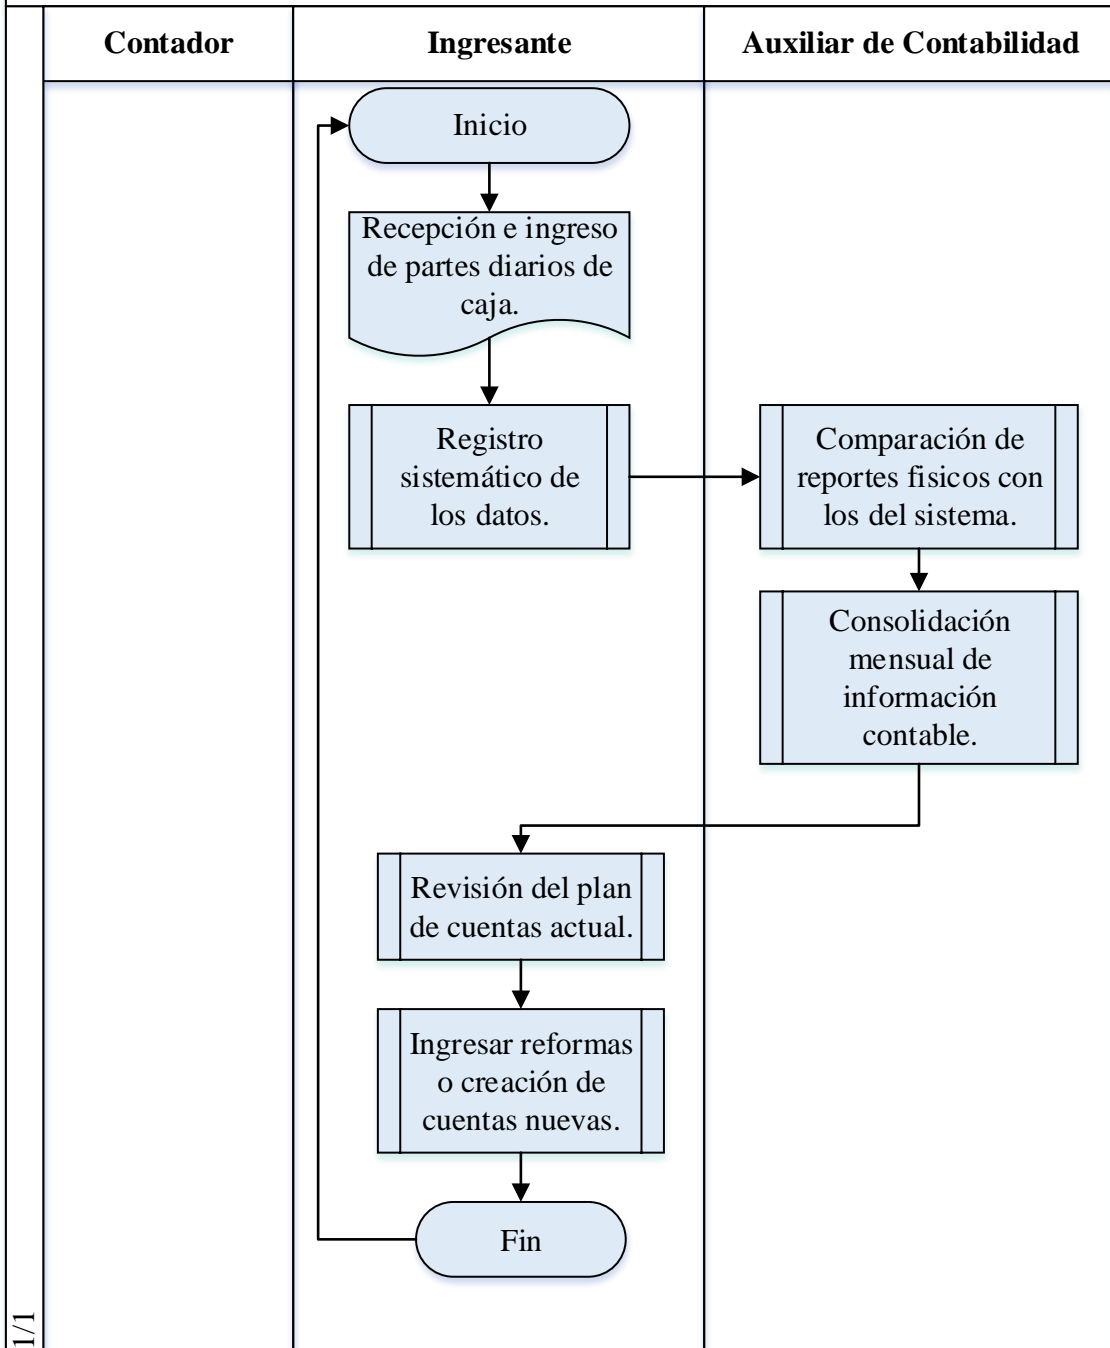 Contador
Ingresante
Auxiliar de Contabilidad
Inicio
Recepción e ingreso
de partes diarios de
caja.
Registro
sistemático de
los datos.
Comparación de
reportes fisicos con
los del sistema.
Consolidación
mensual de
información
contable.
Revisión del plan
de cuentas actual.
Ingresar reformas
o creación de
cuentas nuevas.
Fin
1/1